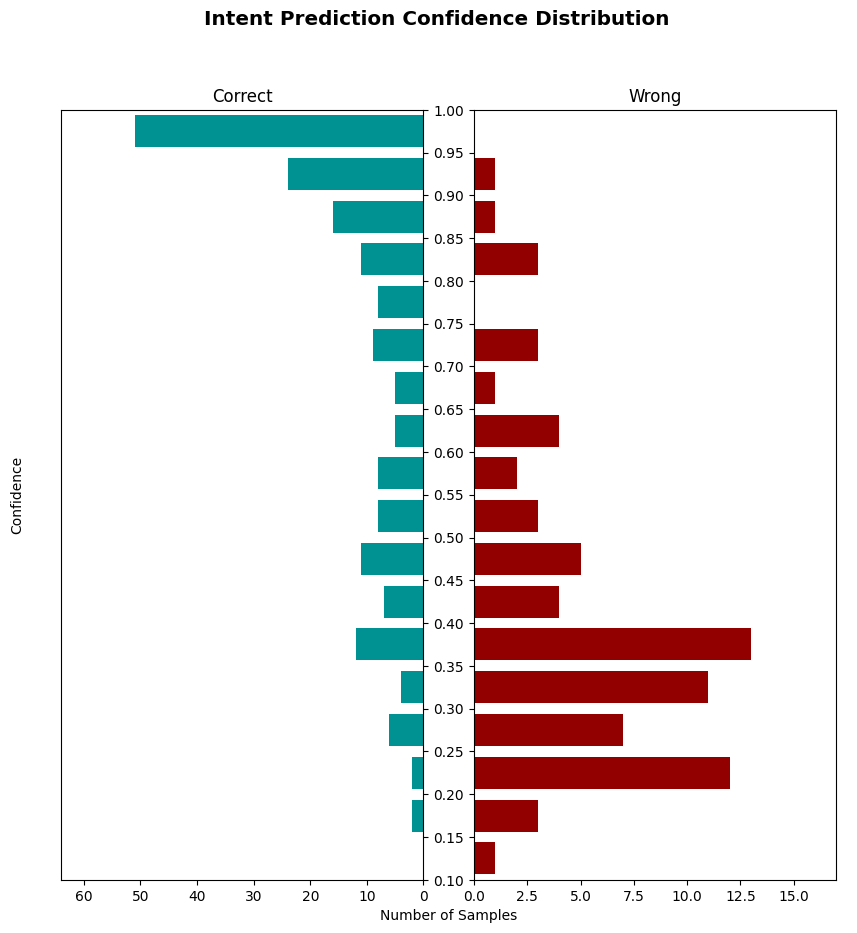 Intent Prediction Confidence Distribution
Correct
Wrong
1.00
0.95
0.90
0.85
0.80
0.75
0.70
0.65
0.60
0.55
0.50
0.45
0.40
0.35
0.30
0.25
0.20
0.15
0.10
Confidence
60 50 40 30 20 10 0
0.0 2.5 5.0 7.5 10.0 12.5 15.0
Number of Samples